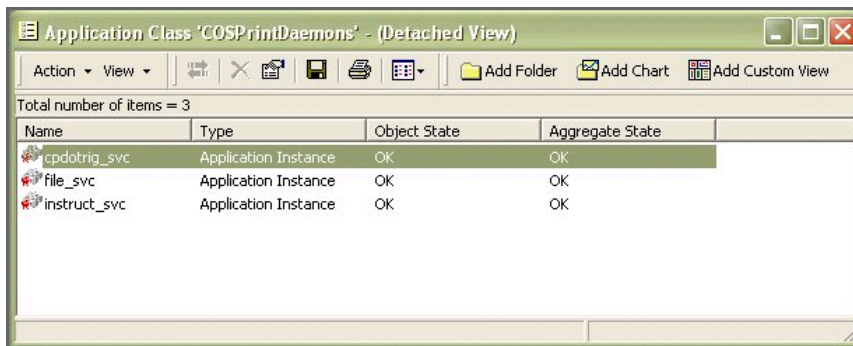 Application Class 'COSPrintDaemons' - (Detached View)
Action View Add Folder Add Chart Add Custom View
Total number of items = 3
Name Type Object State Aggregate State
cpdotrig_svc Application Instance OK OK
file_svc Application Instance OK OK
instruct_svc Application Instance OK OK